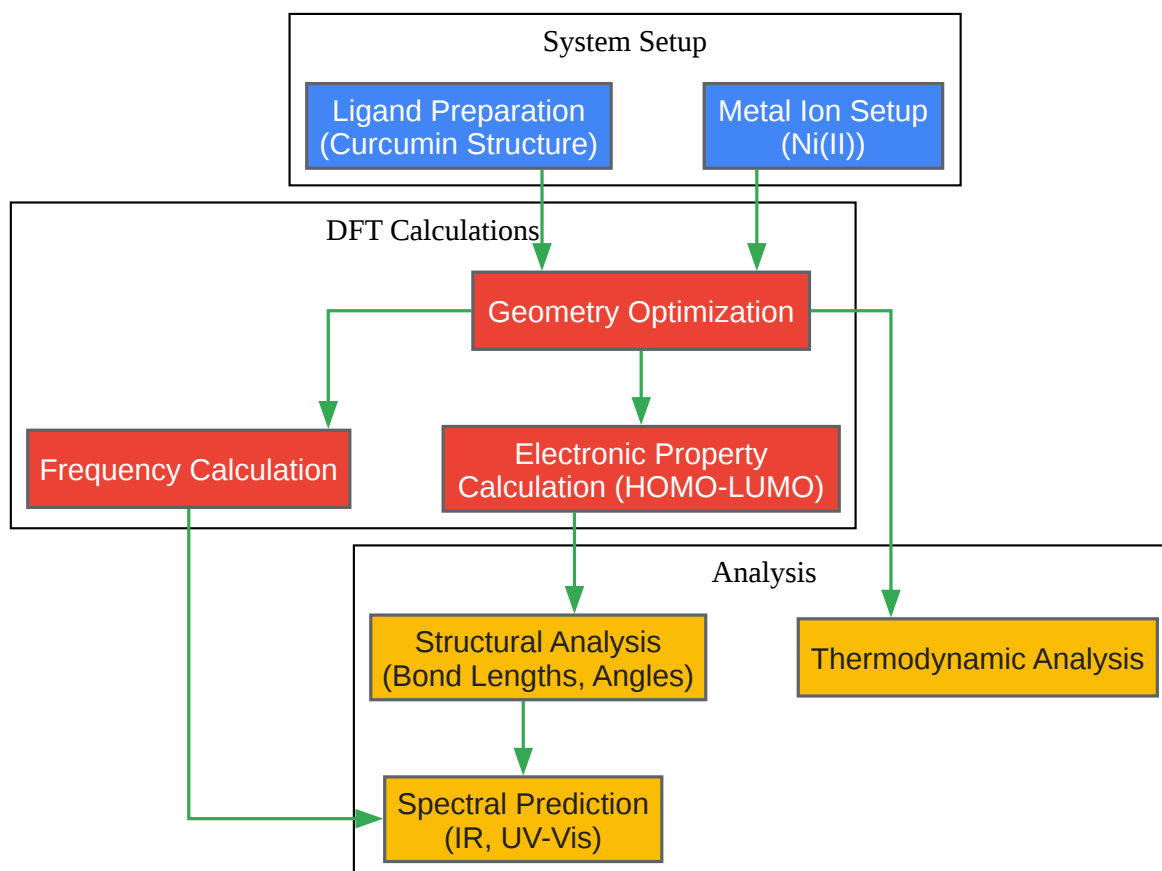 System Setup
Ligand Preparation
(Curcumin Structure)
Metal Ion Setup
(Ni(II))
DFT Calculations
Geometry Optimization
Frequency Calculation
Electronic Property
Calculation (HOMO-LUMO)
Analysis
Structural Analysis
(Bond Lengths, Angles)
Thermodynamic Analysis
Spectral Prediction
(IR, UV-Vis)